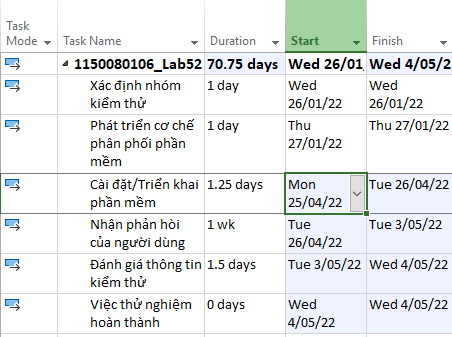 Task Mode Task Name Duration Start Finish
1150080106_Lab52 70.75 days Wed 26/01, Wed 4/05/2
Xác định nhóm kiểm thử 1 day Wed 26/01/22 Wed 26/01/22
Phát triển cơ chế phân phối phần mềm 1 day Thu 27/01/22 Thu 27/01/22
Cài đặt/Triển khai phần mềm 1.25 days Mon 25/04/22 Tue 26/04/22
Nhận phản hòi của người dùng 1 wk Tue 26/04/22 Tue 3/05/22
Đánh giá thông tin kiểm thử 1.5 days Tue 3/05/22 Wed 4/05/22
Việc thử nghiệm hoàn thành 0 days Wed 4/05/22 Wed 4/05/22